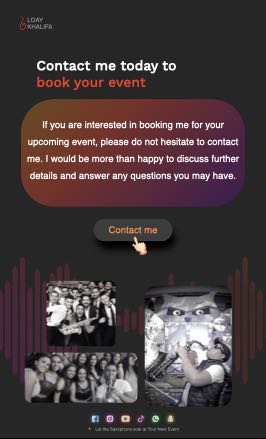 LOAY
KHALIFA
Contact me today to
book your event
If you are interested in booking me for your
upcoming event, please do not hesitate to contact
me. I would be more than happy to discuss further
details and answer any questions you may have.
Contact me
Let the Saxophone soar at Your Next Event